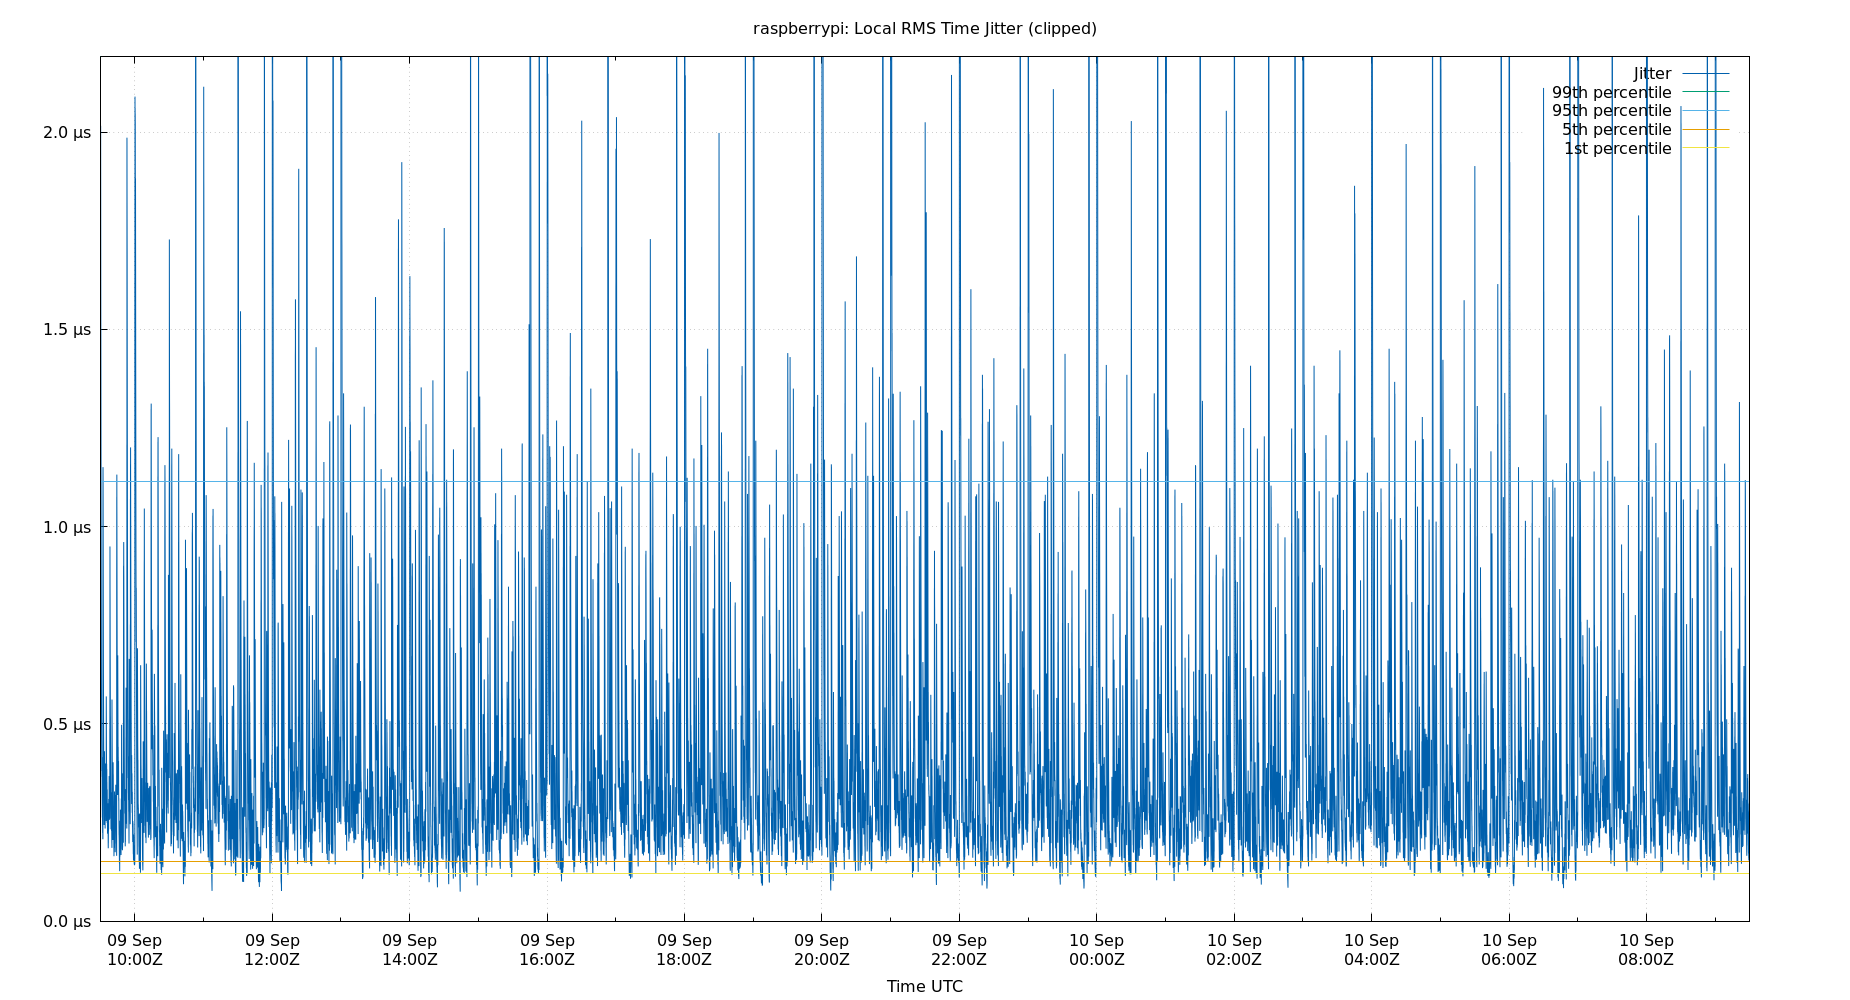 raspberrypi: Local RMS Time Jitter (clipped)
Jitter
99th percentile
95th percentile
5th percentile
1st percentile
2.0 µs
1.5 µs
1.0 µs
0.5 µs
0.0 µs
09 Sep 09 Sep 09 Sep 09 Sep 09 Sep 09 Sep 09 Sep 10 Sep 10 Sep 10 Sep 10 Sep 10 Sep
10:00Z 12:00Z 14:00Z 16:00Z 18:00Z 20:00Z 22:00Z 00:00Z 02:00Z 04:00Z 06:00Z 08:00Z
Time UTC